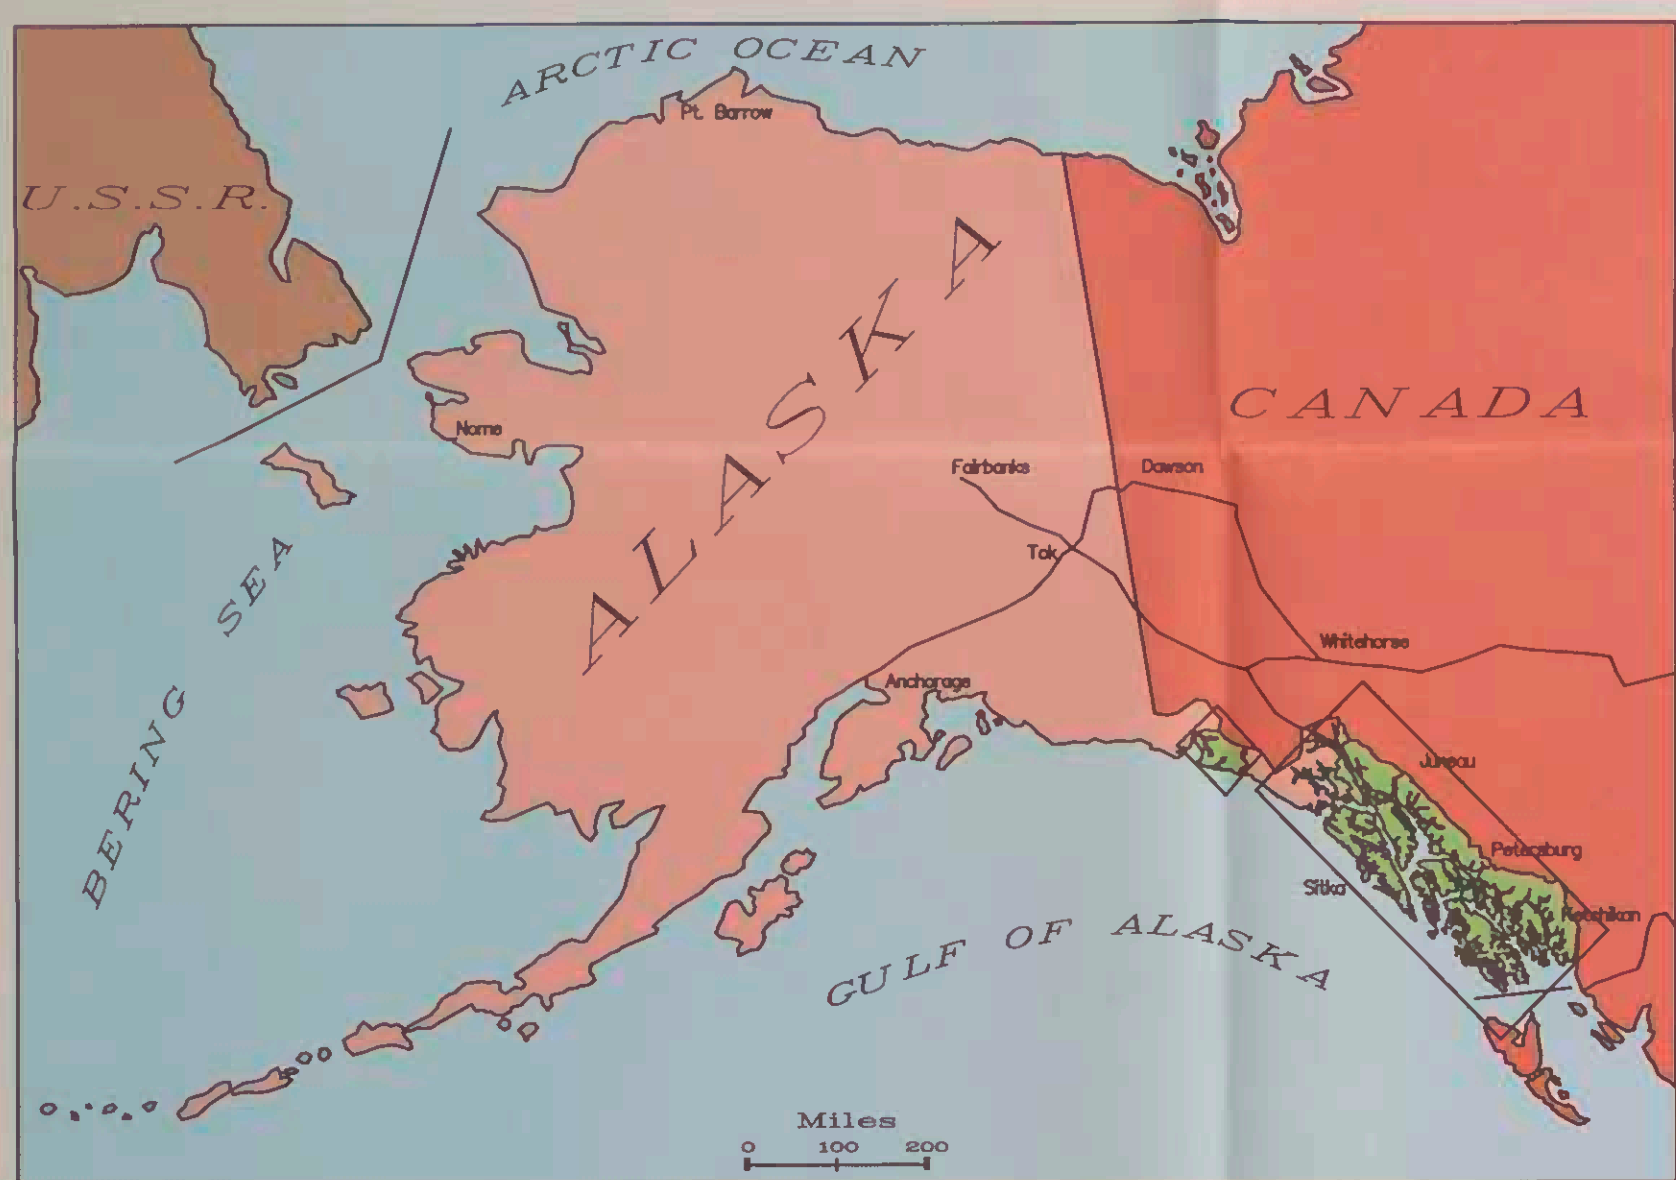 ARCTIC OCEAN
Pt. Barrow
U.S.S.R.
ALASKA
CANADA
Nome
Fairbanks
Dawson
Tok
BERING SEA
Whitehorse
Anchorage
Juneau
Petersburg
Sitka
Ketchikan
GULF OF ALASKA
Miles
0 100 200